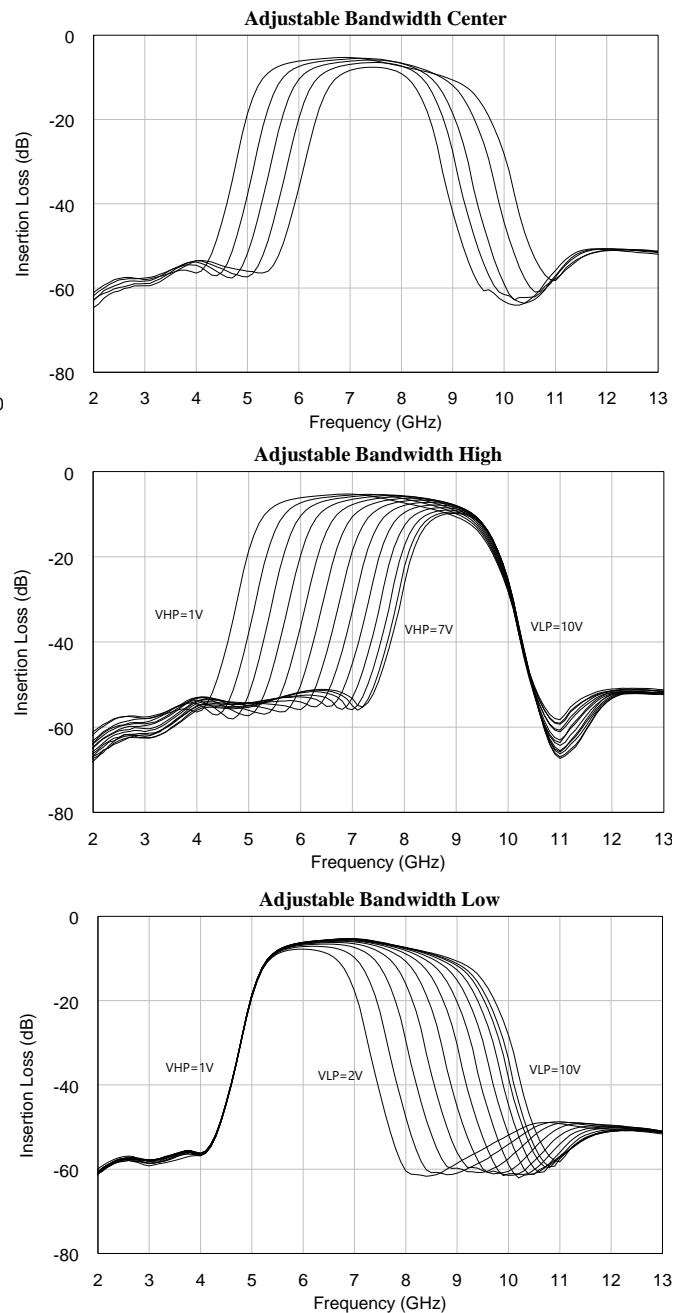 Adjustable Bandwidth Center
0
-20
-40
-60
-80
Insertion Loss (dB)
2 3 4 5 6 7 8 9 10 11 12 13
Frequency (GHz)
0
Adjustable Bandwidth High
0
-20
-40
-60
-80
Insertion Loss (dB)
VHP=1V
VHP=7V
VLP=10V
2 3 4 5 6 7 8 9 10 11 12 13
Frequency (GHz)
Adjustable Bandwidth Low
0
-20
-40
-60
-80
Insertion Loss (dB)
VHP=1V
VLP=2V
VLP=10V
2 3 4 5 6 7 8 9 10 11 12 13
Frequency (GHz)